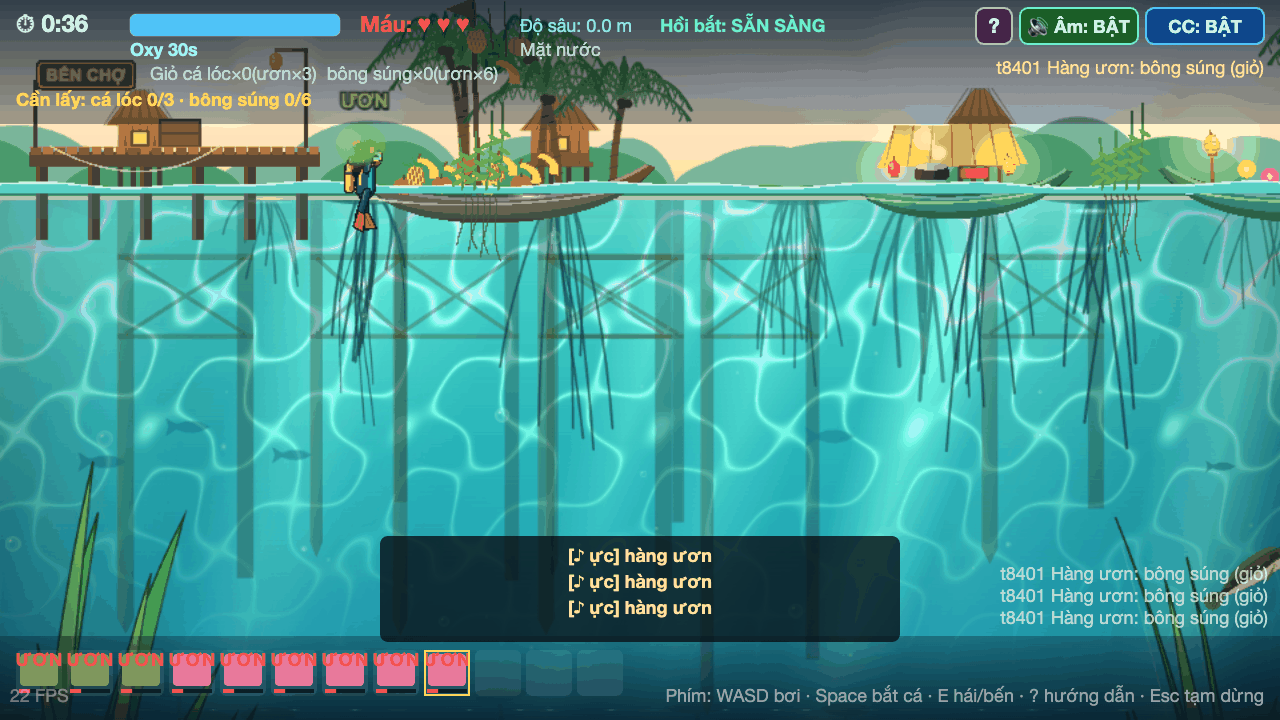 ⏱ 0:36
Oxy 30s
Máu: ♥ ♥ ♥
Độ sâu: 0.0 m
Mặt nước
Hồi bắt: SẴN SÀNG
?
🔊 Âm: BẬT
CC: BẬT
t8401 Hàng ươn: bông súng (giỏ)
BẾN CHỢ
Giỏ cá lóc×0(ươn×3) bông súng×0(ươn×6)
Cần lấy: cá lóc 0/3 · bông súng 0/6
ƯƠN
[♪ ực] hàng ươn
[♪ ực] hàng ươn
[♪ ực] hàng ươn
t8401 Hàng ươn: bông súng (giỏ)
t8401 Hàng ươn: bông súng (giỏ)
t8401 Hàng ươn: bông súng (giỏ)
ƯƠN ƯƠN ƯƠN ƯƠN ƯƠN ƯƠN ƯƠN ƯƠN ƯƠN
22 FPS
Phím: WASD bơi · Space bắt cá · E hái/bến · ? hướng dẫn · Esc tạm dừng